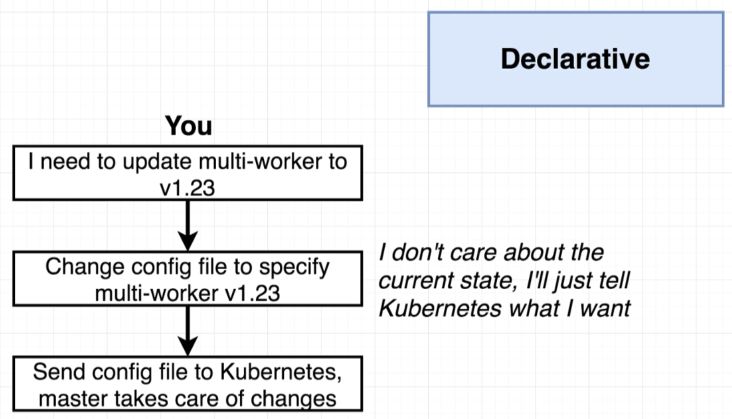 Declarative
You
I need to update multi-worker to
v1.23
Change config file to specify
multi-worker v1.23
I don't care about the
current state, I'll just tell
Kubernetes what I want
Send config file to Kubernetes,
master takes care of changes